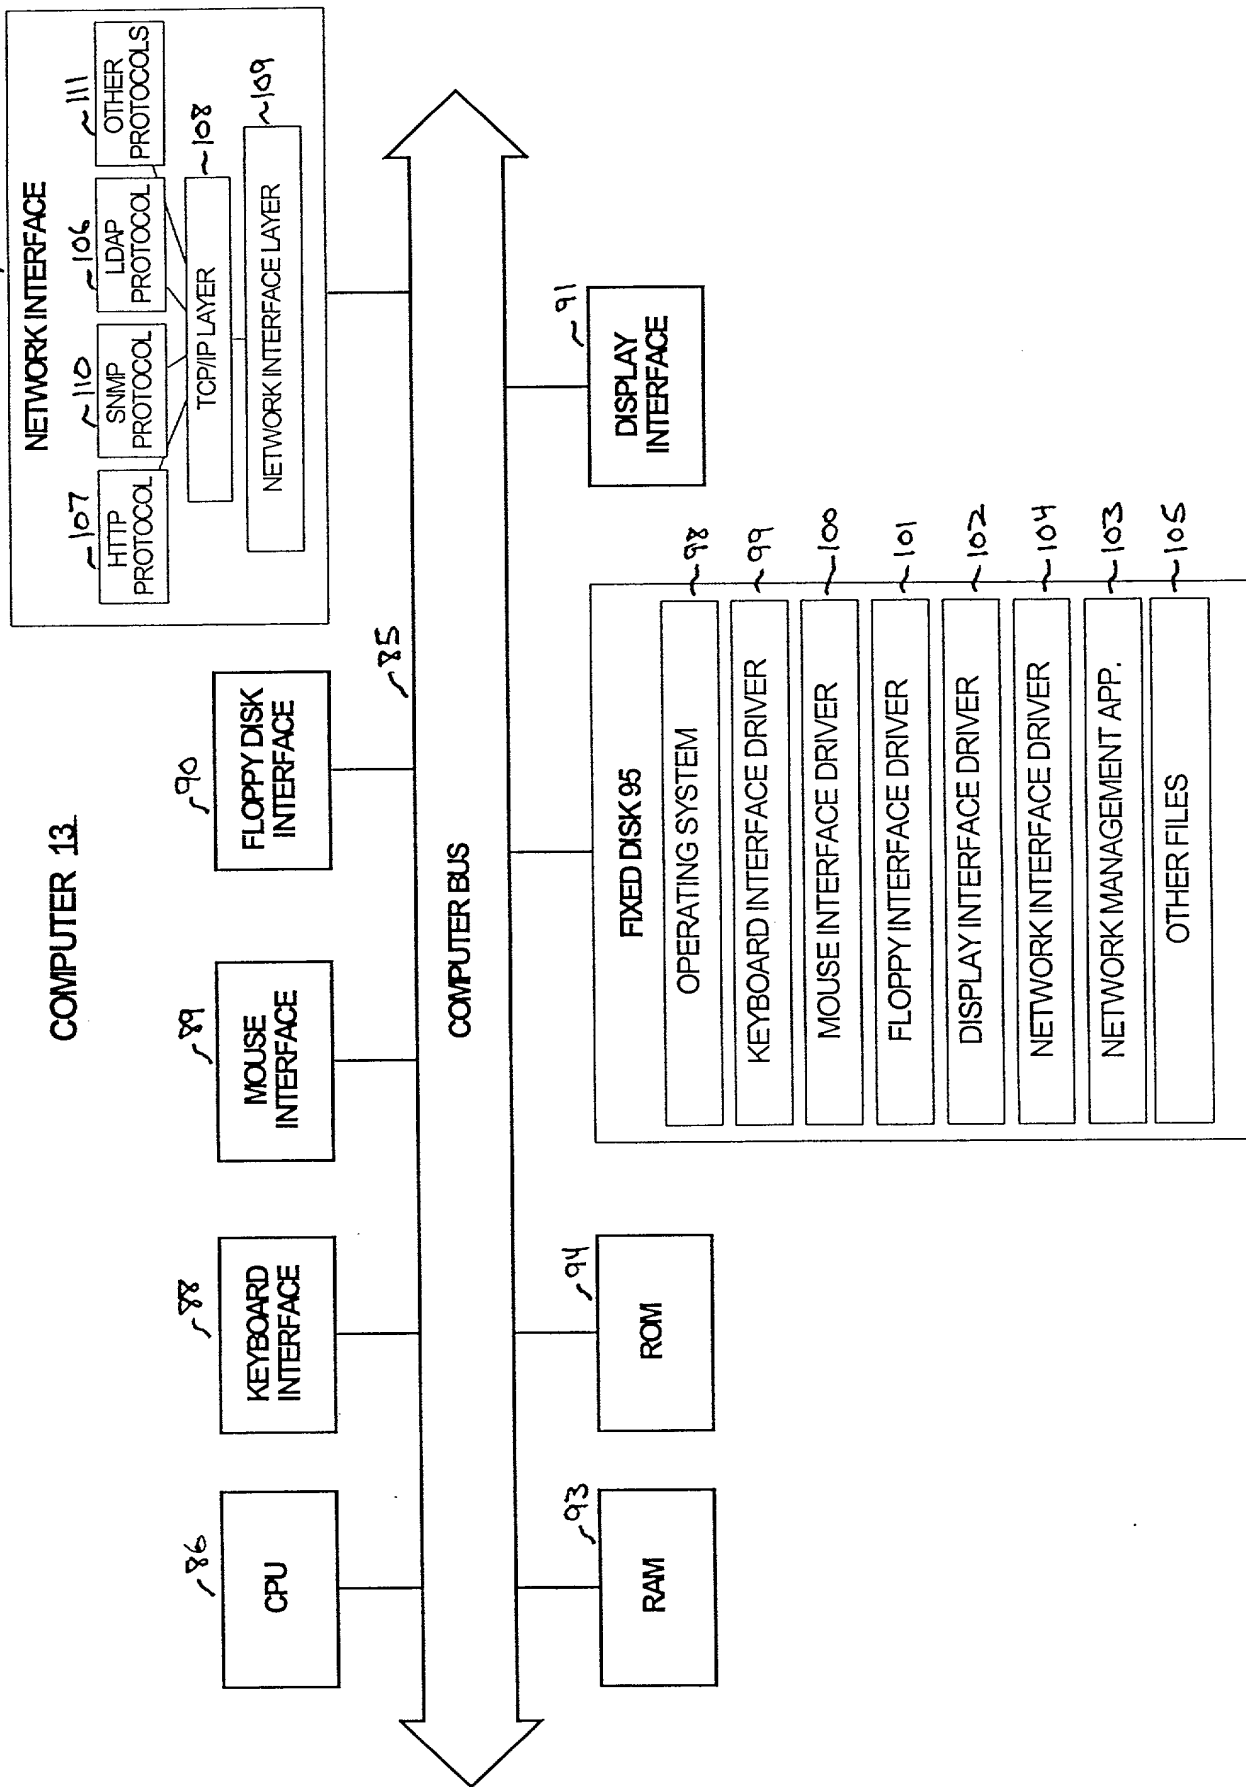 COMPUTER 13
86
CPU
88
KEYBOARD
INTERFACE
89
MOUSE
INTERFACE
90
FLOPPY DISK
INTERFACE
NETWORK INTERFACE
107
HTTP
PROTOCOL
110
SNMP
PROTOCOL
106
LDAP
PROTOCOL
111
OTHER
PROTOCOLS
TCP/IP LAYER
108
NETWORK INTERFACE LAYER
109
85
COMPUTER BUS
93
RAM
94
ROM
FIXED DISK 95
OPERATING SYSTEM
98
KEYBOARD INTERFACE DRIVER
99
MOUSE INTERFACE DRIVER
100
FLOPPY INTERFACE DRIVER
101
DISPLAY INTERFACE DRIVER
102
NETWORK INTERFACE DRIVER
104
NETWORK MANAGEMENT APP.
103
OTHER FILES
105
91
DISPLAY
INTERFACE